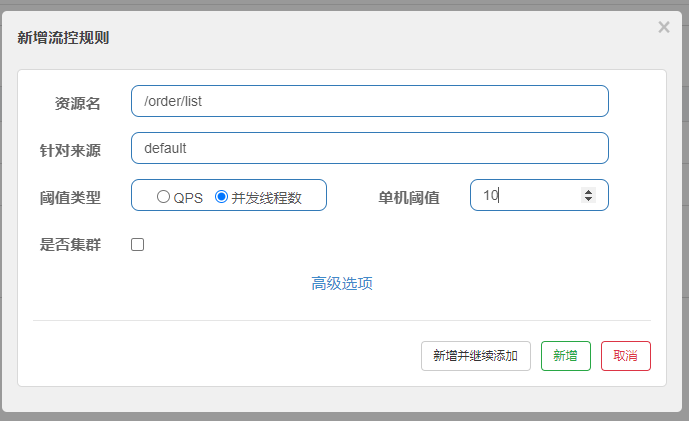 新增流控规则
×
资源名 /order/list
针对来源 default
阈值类型 QPS 并发线程数 单机阈值 10
是否集群
高级选项
新增并继续添加 新增 取消